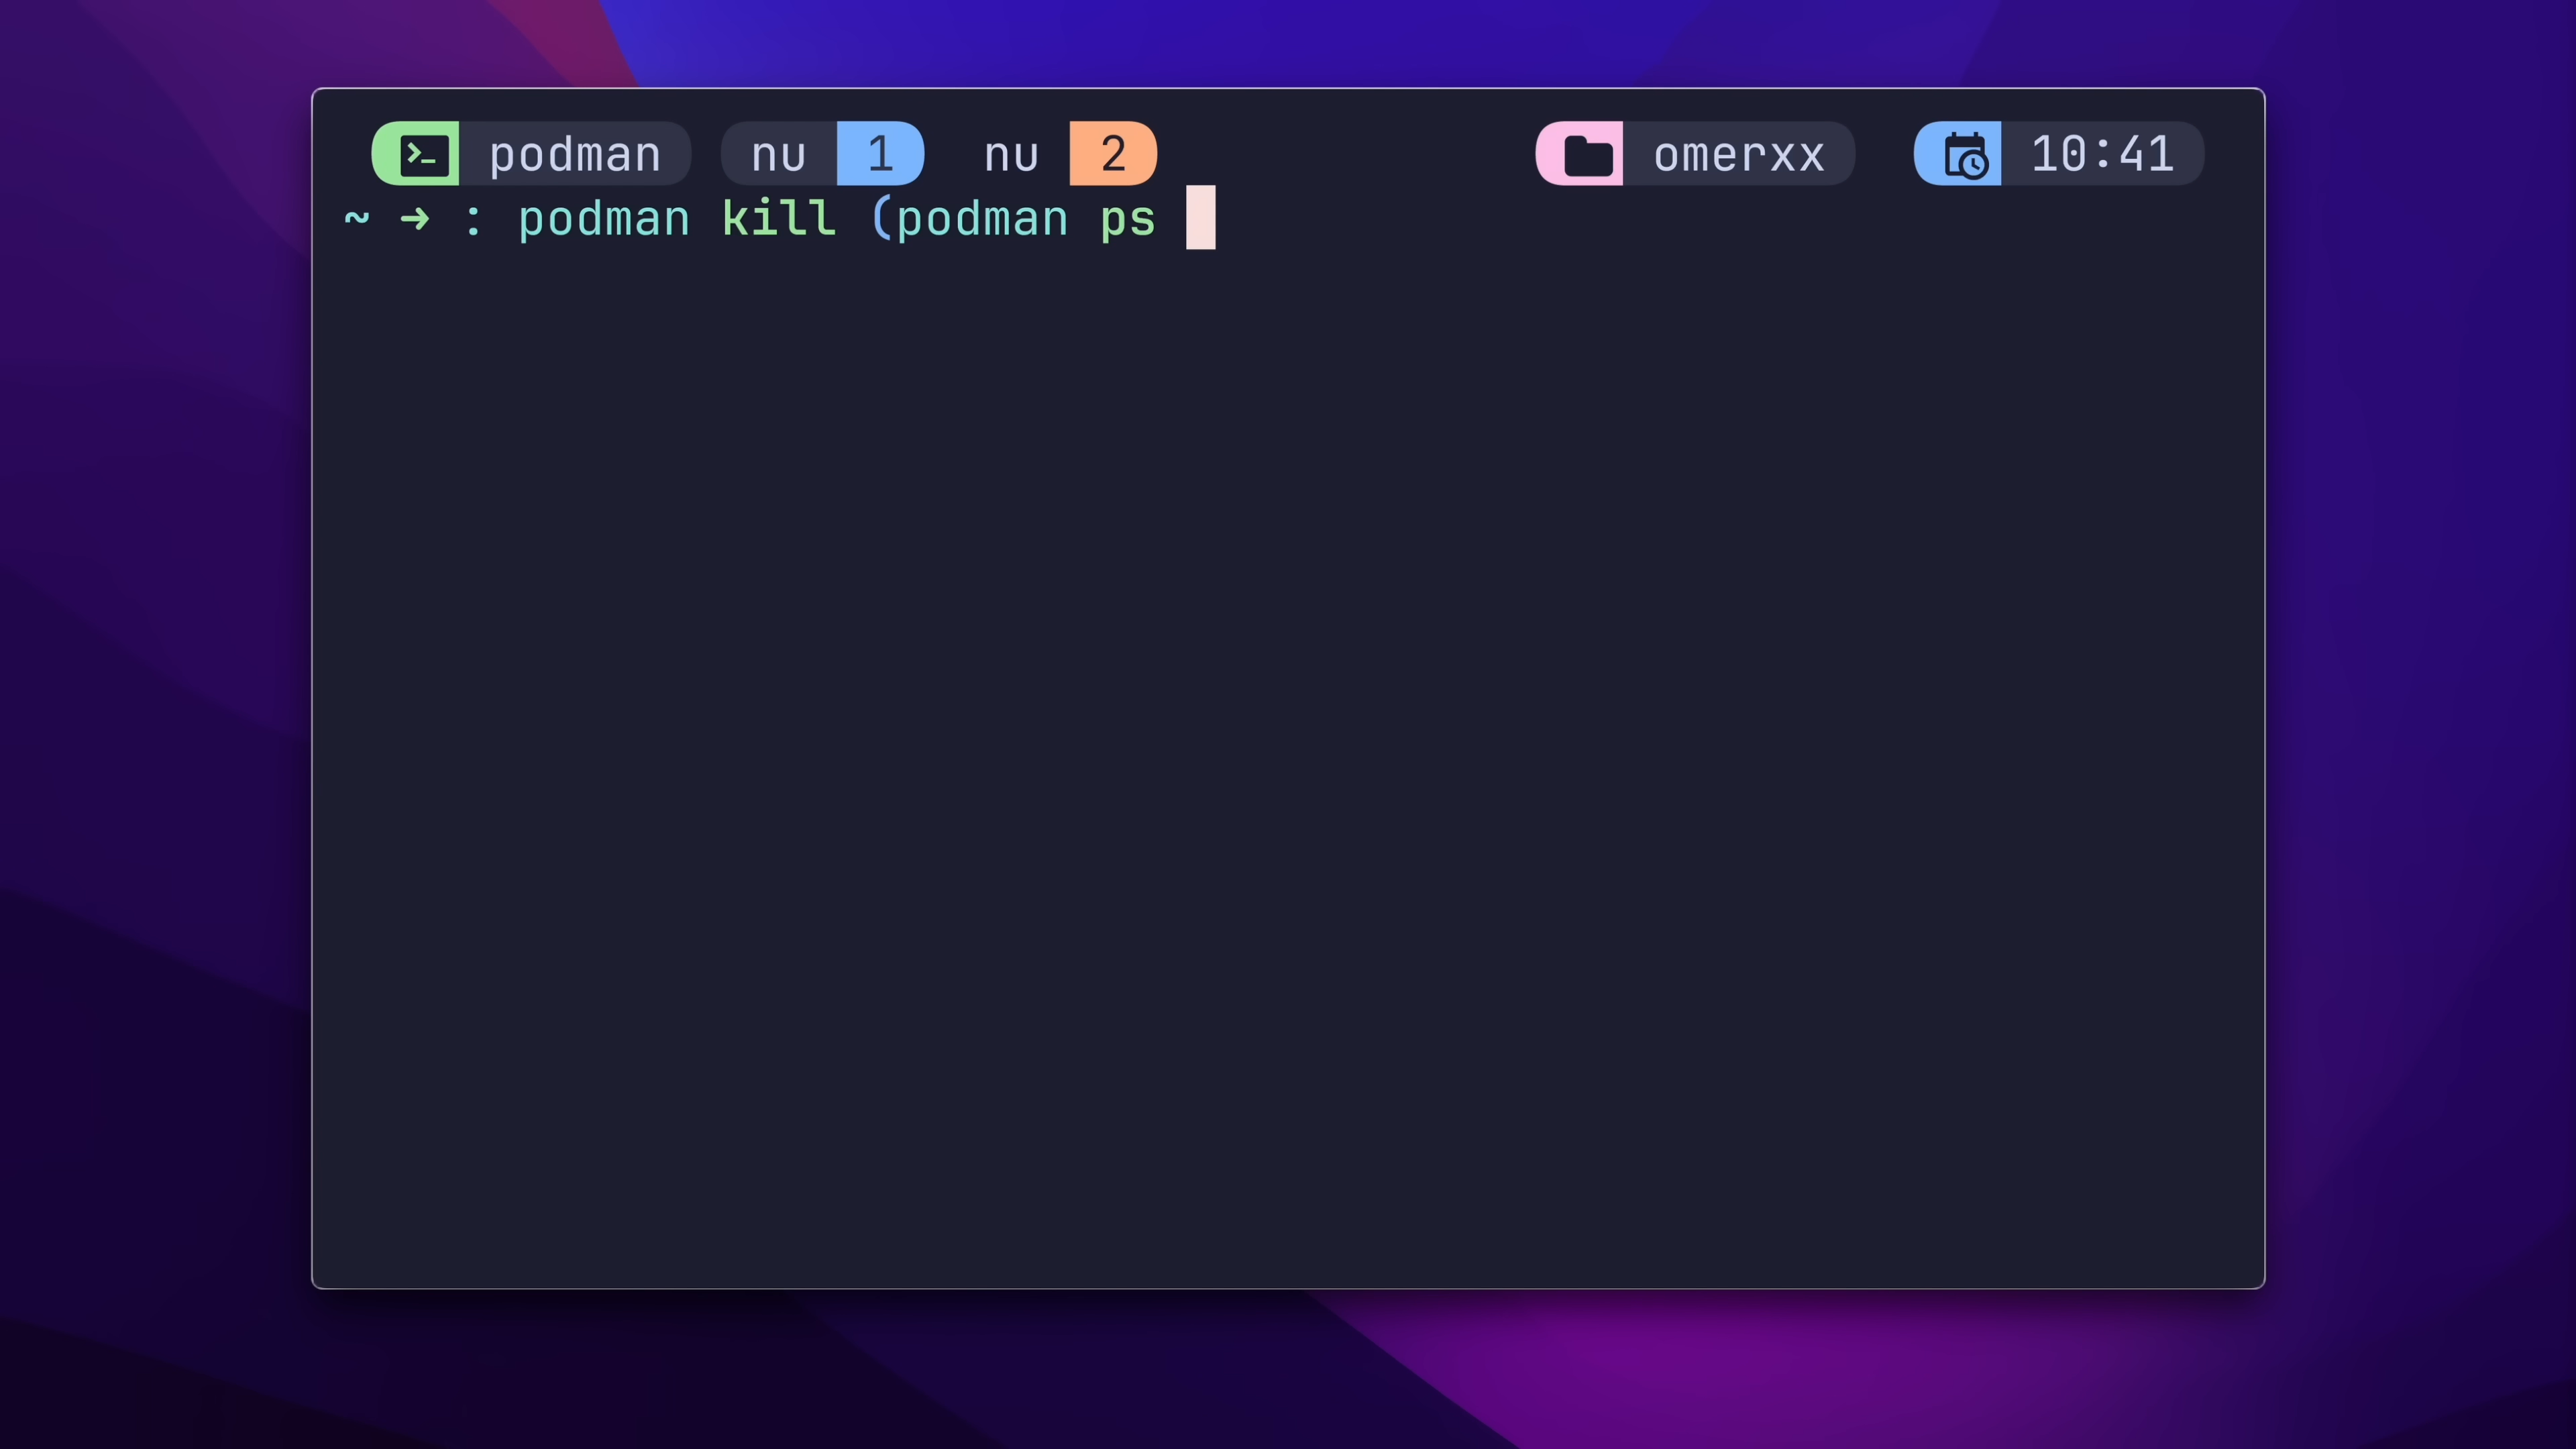 podman nu 1 nu 2 omerxx 10:41
~ → : podman kill (podman ps